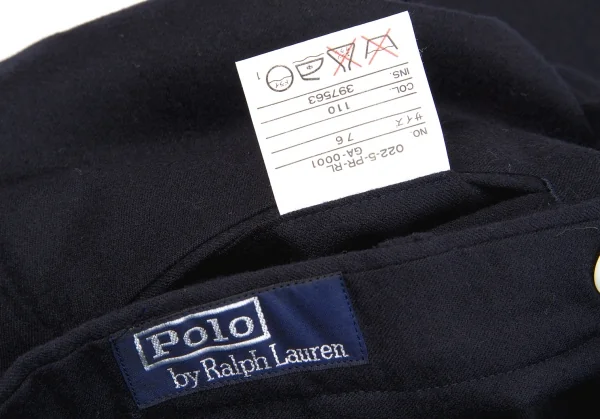 NO. 022-5-PR-RL
GA-0001
サイズ 76
COL. 110
INS. 397563
Polo
by Ralph Lauren